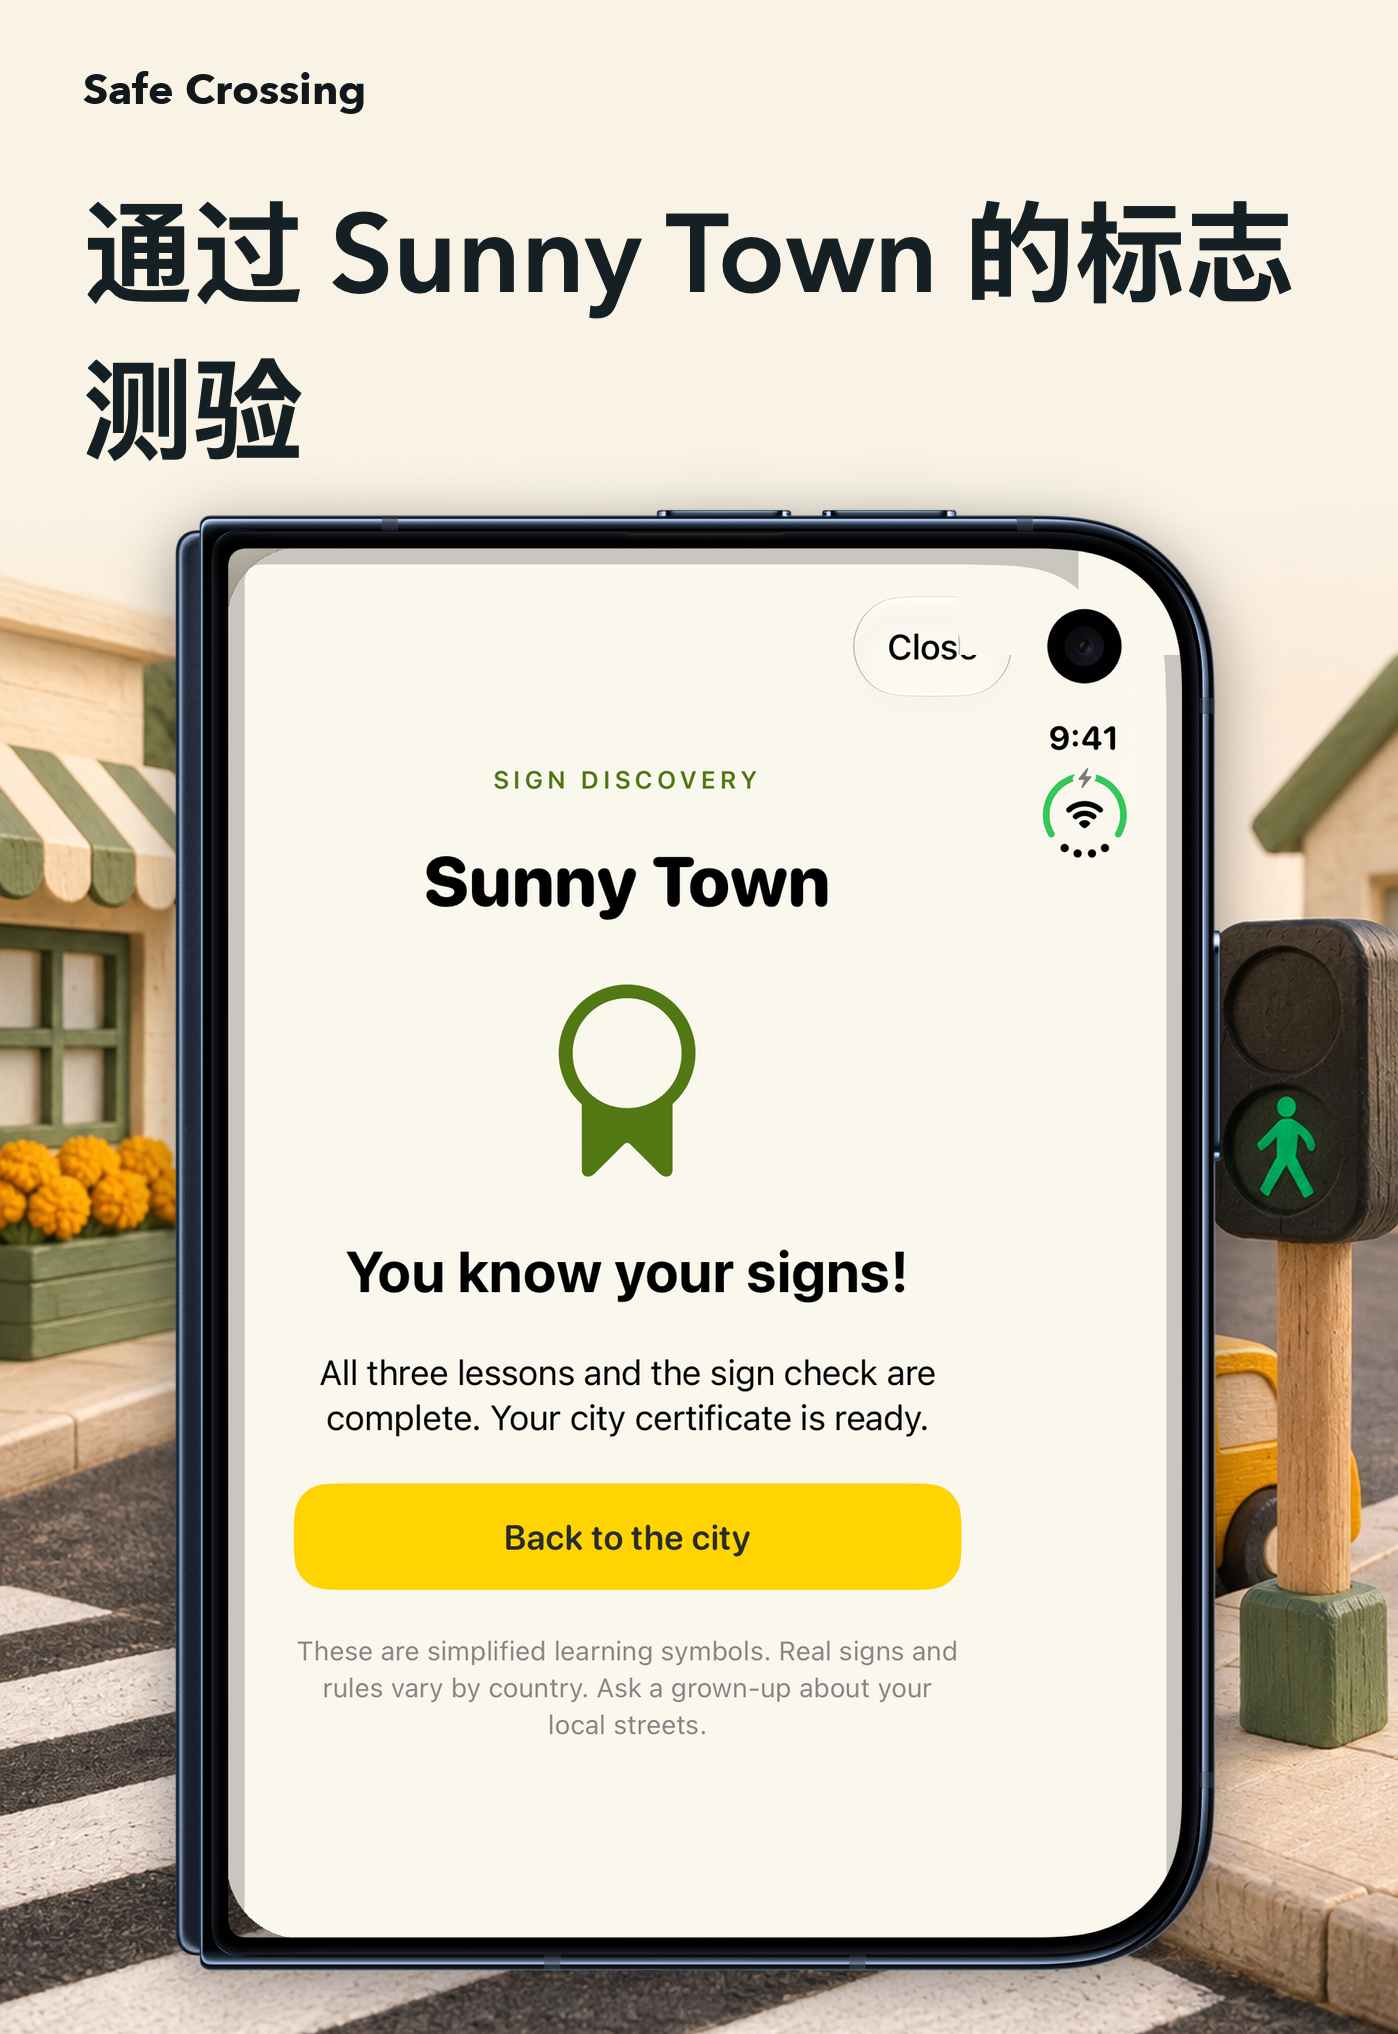 Safe Crossing
通过 Sunny Town 的标志
测验
Close
9:41
SIGN DISCOVERY
Sunny Town
You know your signs!
All three lessons and the sign check are
complete. Your city certificate is ready.
Back to the city
These are simplified learning symbols. Real signs and
rules vary by country. Ask a grown-up about your
local streets.